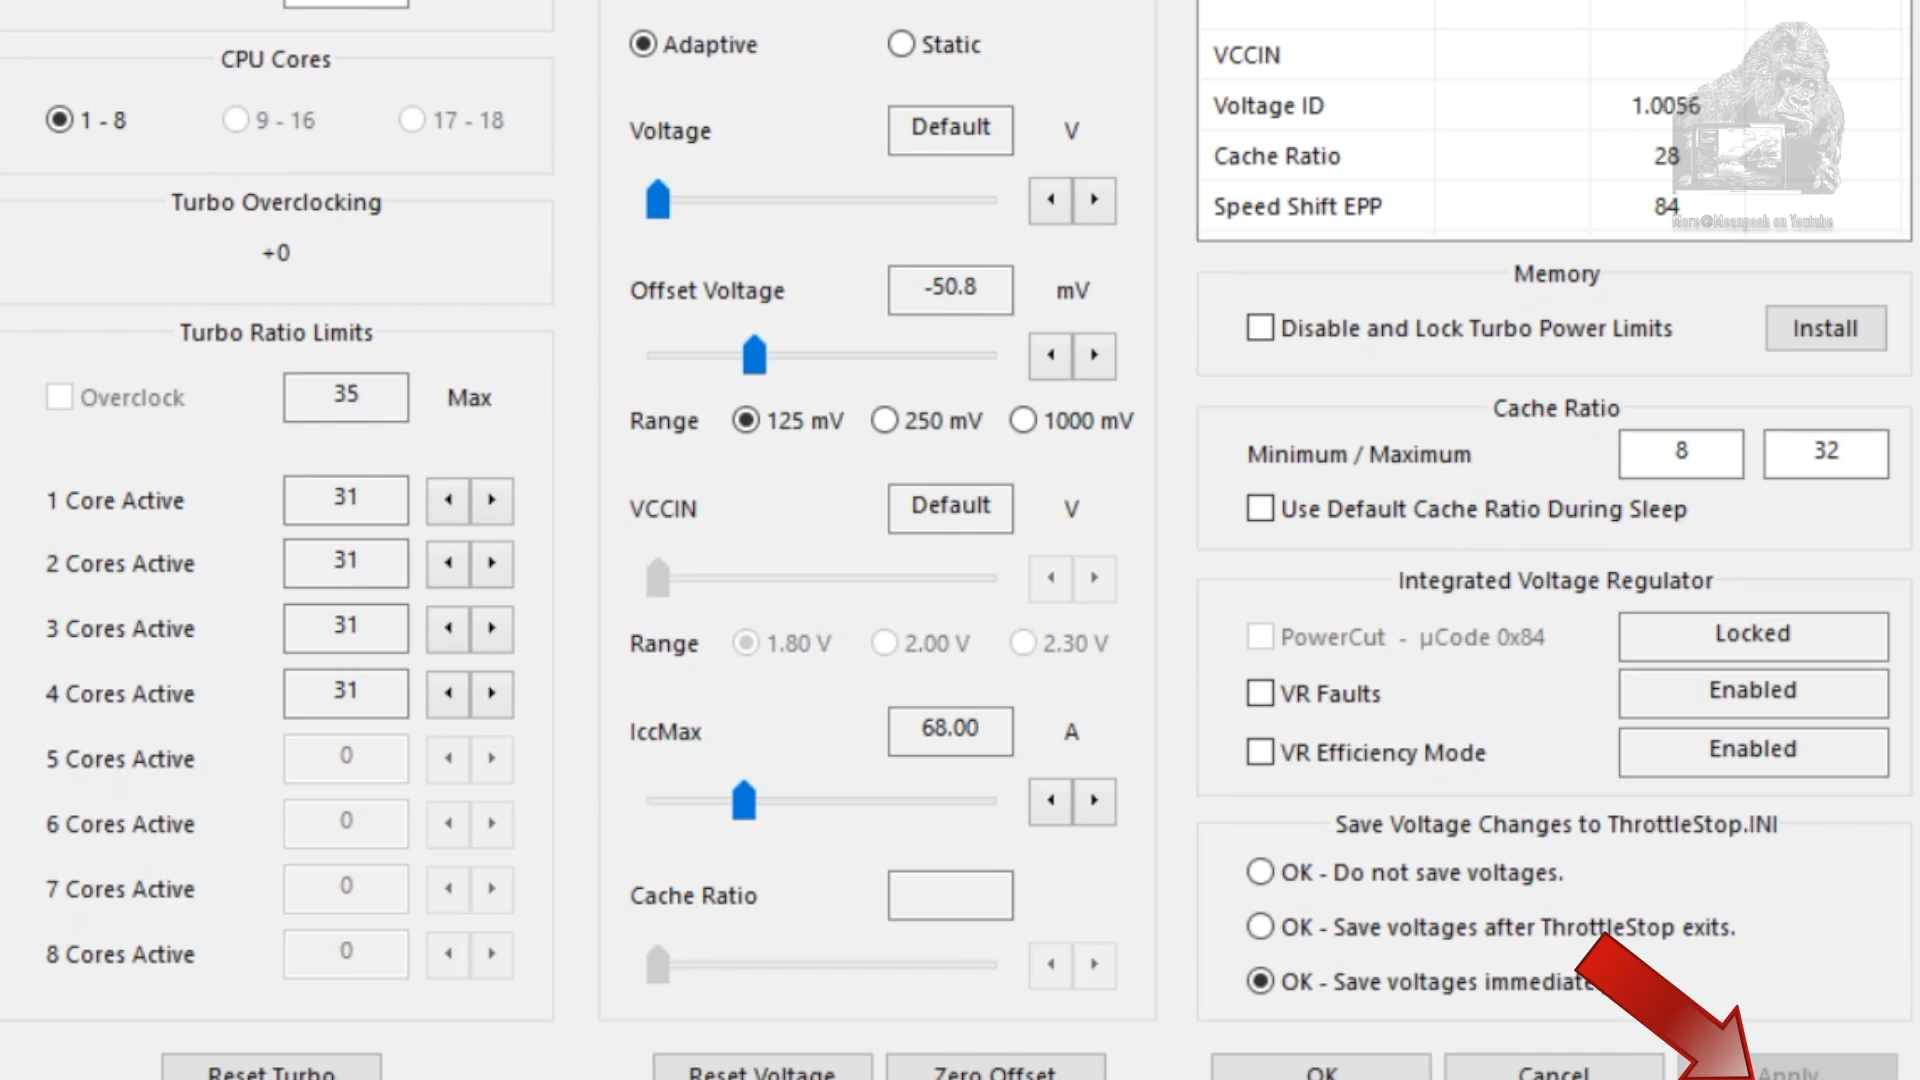 CPU Cores
1 - 8
9 - 16
17 - 18
Turbo Overclocking
+0
Turbo Ratio Limits
Overclock
35
Max
1 Core Active
31
2 Cores Active
31
3 Cores Active
31
4 Cores Active
31
5 Cores Active
0
6 Cores Active
0
7 Cores Active
0
8 Cores Active
0
Reset Turbo
Adaptive
Static
Voltage
Default
V
Offset Voltage
-50.8
mV
Range
125 mV
250 mV
1000 mV
VCCIN
Default
V
Range
1.80 V
2.00 V
2.30 V
IccMax
68.00
A
Cache Ratio
Reset Voltage
Zero Offset
VCCIN
Voltage ID
1.0056
Cache Ratio
28
Speed Shift EPP
84
More@Meanpoph on Youtube
Memory
Disable and Lock Turbo Power Limits
Install
Cache Ratio
Minimum / Maximum
8
32
Use Default Cache Ratio During Sleep
Integrated Voltage Regulator
PowerCut - µCode 0x84
Locked
VR Faults
Enabled
VR Efficiency Mode
Enabled
Save Voltage Changes to ThrottleStop.INI
OK - Do not save voltages.
OK - Save voltages after ThrottleStop exits.
OK - Save voltages immediate
OK
Cancel
Apply